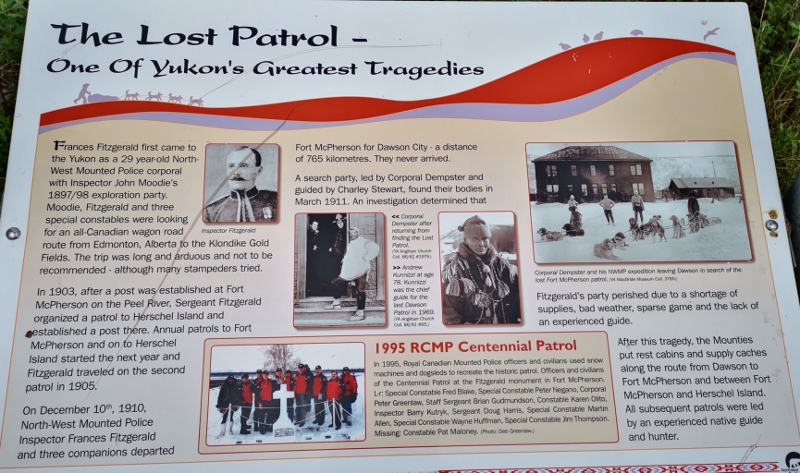 The Lost Patrol -
One Of Yukon's Greatest Tragedies
Frances Fitzgerald first came to
the Yukon as a 29 year-old North-
West Mounted Police corporal
with Inspector John Moodie's
1897/98 exploration party.
Moodie, Fitzgerald and three
special constables were looking
for an all-Canadian wagon road
route from Edmonton, Alberta to the Klondike Gold
Fields. The trip was long and arduous and not to be
recommended - although many stampeders tried.
Inspector Fitzgerald
In 1903, after a post was established at Fort
McPherson on the Peel River, Sergeant Fitzgerald
organized a patrol to Herschel Island and
established a post there. Annual patrols to Fort
McPherson and on to Herschel
Island started the next year and
Fitzgerald traveled on the second
patrol in 1905.
On December 10th, 1910,
North-West Mounted Police
Inspector Frances Fitzgerald
and three companions departed
Fort McPherson for Dawson City - a distance
of 765 kilometres. They never arrived.
A search party, led by Corporal Dempster and
guided by Charley Stewart, found their bodies in
March 1911. An investigation determined that
<< Corporal
Dempster after
returning from
finding the Lost
Patrol.
>> Andrew
Kunnizzi at age
78. Kunnizzi
was the chief
guide for the
last Dawson
Patrol in 1969.
Corporal Dempster and his NWMP expedition leaving Dawson in search of the
lost Fort McPherson patrol.
Fitzgerald's party perished due to a shortage of
supplies, bad weather, sparse game and the lack of
an experienced guide.
1995 RCMP Centennial Patrol
In 1995, Royal Canadian Mounted Police officers and civilians used snow
machines and dogsleds to recreate the historic patrol. Officers and civilians
of the Centennial Patrol at the Fitzgerald monument in Fort McPherson.
Lr: Special Constable Fred Blake, Special Constable Peter Negano, Corporal
Peter Greenlaw, Staff Sergeant Brian Gudmundson, Constable Karen Olito,
Inspector Barry Kutryk, Sergeant Doug Harris, Special Constable Martin
Allen, Special Constable Wayne Huffman, Special Constable Jim Thompson.
Missing: Constable Pat Maloney. (Photo: Deb Greenlaw.)
After this tragedy, the Mounties
put rest cabins and supply caches
along the route from Dawson to
Fort McPherson and between Fort
McPherson and Herschel Island.
All subsequent patrols were led
by an experienced native guide
and hunter.